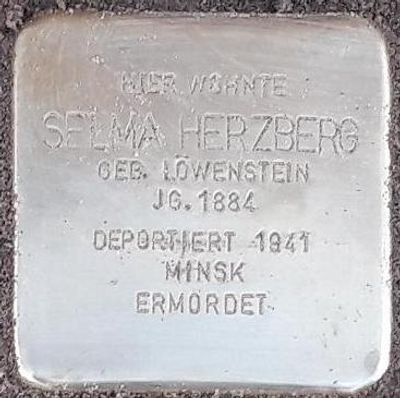 HIER WOHNTE
SELMA HERZBERG
GEB. LÖWENSTEIN
JG. 1884
DEPORTIERT 1941
MINSK
ERMORDET